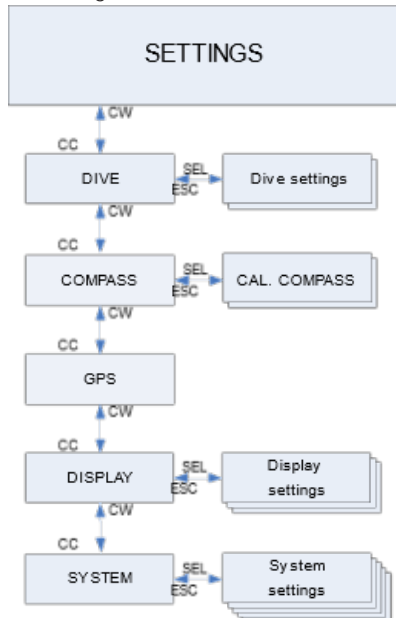 SETTINGS
CW
CC
DIVE
SEL
ESC
Dive settings
CW
CC
COMPASS
SEL
ESC
CAL. COMPASS
CW
CC
GPS
CW
CC
DISPLAY
SEL
ESC
Display
settings
CW
CC
SYSTEM
SEL
ESC
System
settings